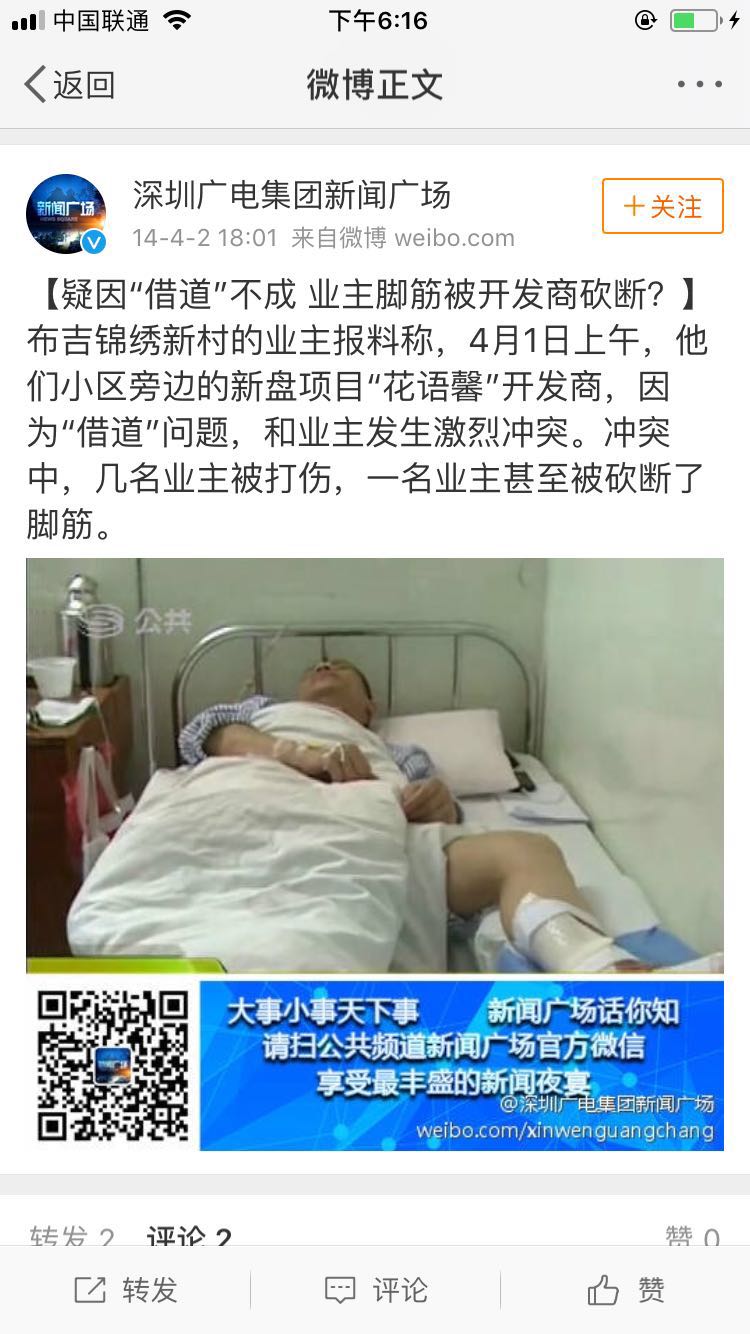 中国联通
下午6:16
返回
微博正文
新闻广场
NEWS SQUARE
深圳广电集团新闻广场
14-4-2 18:01 来自微博 weibo.com
+关注
【疑因“借道”不成 业主脚筋被开发商砍断？】
布吉锦绣新村的业主报料称，4月1日上午，他
们小区旁边的新盘项目“花语馨”开发商，因
为“借道”问题，和业主发生激烈冲突。冲突
中，几名业主被打伤，一名业主甚至被砍断了
脚筋。
公共
大事小事天下事 新闻广场话你知
请扫公共频道新闻广场官方微信
享受最丰盛的新闻夜宴
@深圳广电集团新闻广场
weibo.com/xinwenguangchang
转发 2 评论 2 赞 0
转发 评论 赞